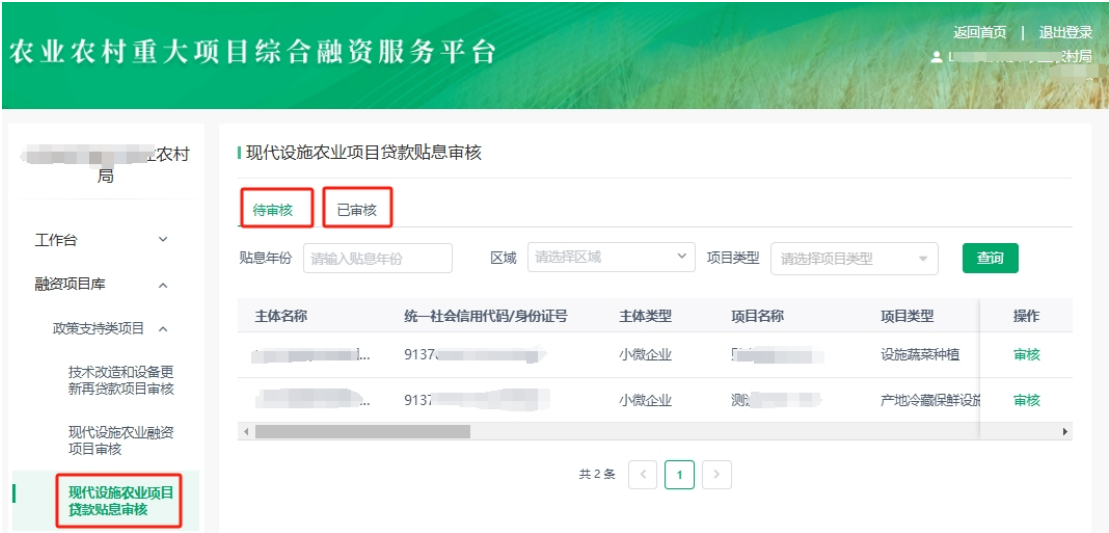 农业农村重大项目综合融资服务平台
返回首页 | 退出登录
村局
农村
局
工作台
融资项目库
政策支持类项目
技术改造和设备更
新再贷款项目审核
现代设施农业融资
项目审核
现代设施农业项目
贷款贴息审核
现代设施农业项目贷款贴息审核
待审核 已审核
贴息年份 请输入贴息年份 区域 请选择区域 项目类型 请选择项目类型 查询
主体名称 统一社会信用代码/身份证号 主体类型 项目名称 项目类型 操作
... 9137 小微企业 设施蔬菜种植 审核
... 9137 小微企业 测 产地冷藏保鲜设施 审核
共 2 条 < 1 >